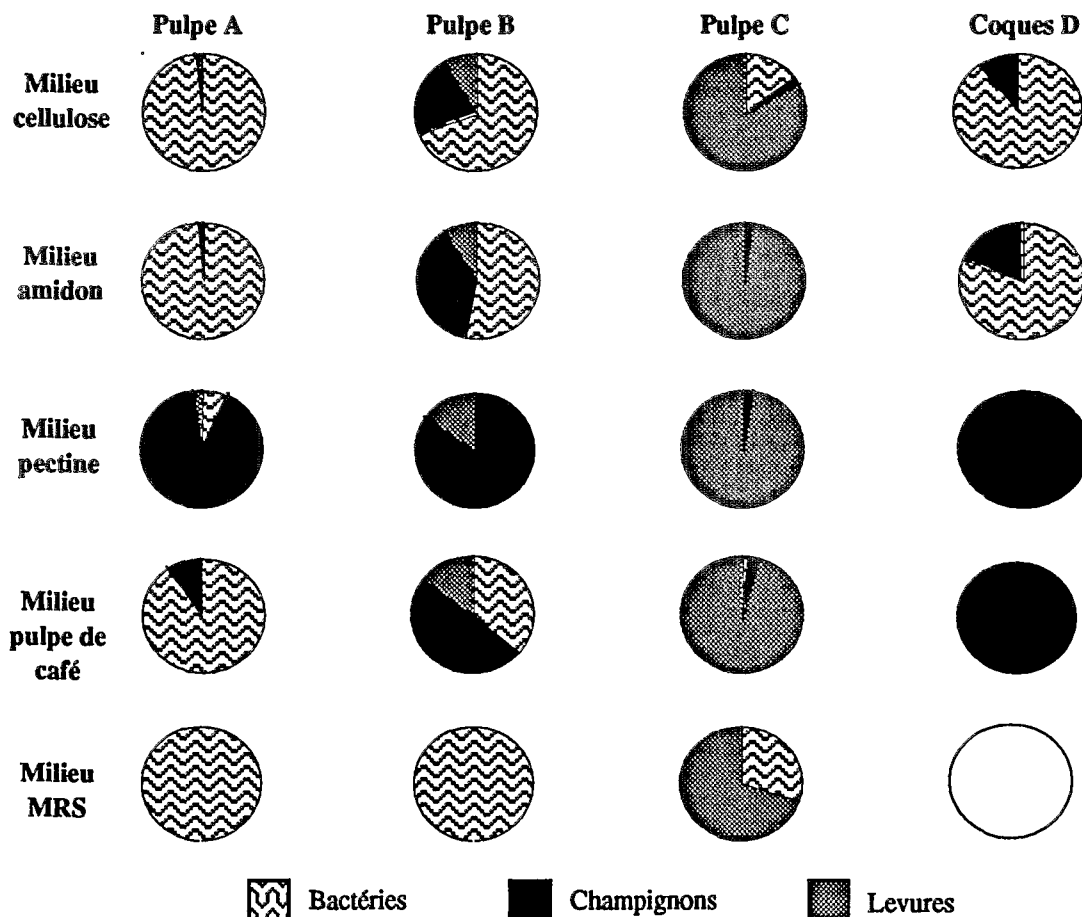 Pulpe A Pulpe B Pulpe C Coques D
Milieu
cellulose
Milieu
amidon
Milieu
pectine
Milieu
pulpe de
café
Milieu
MRS
Bactéries Champignons Levures